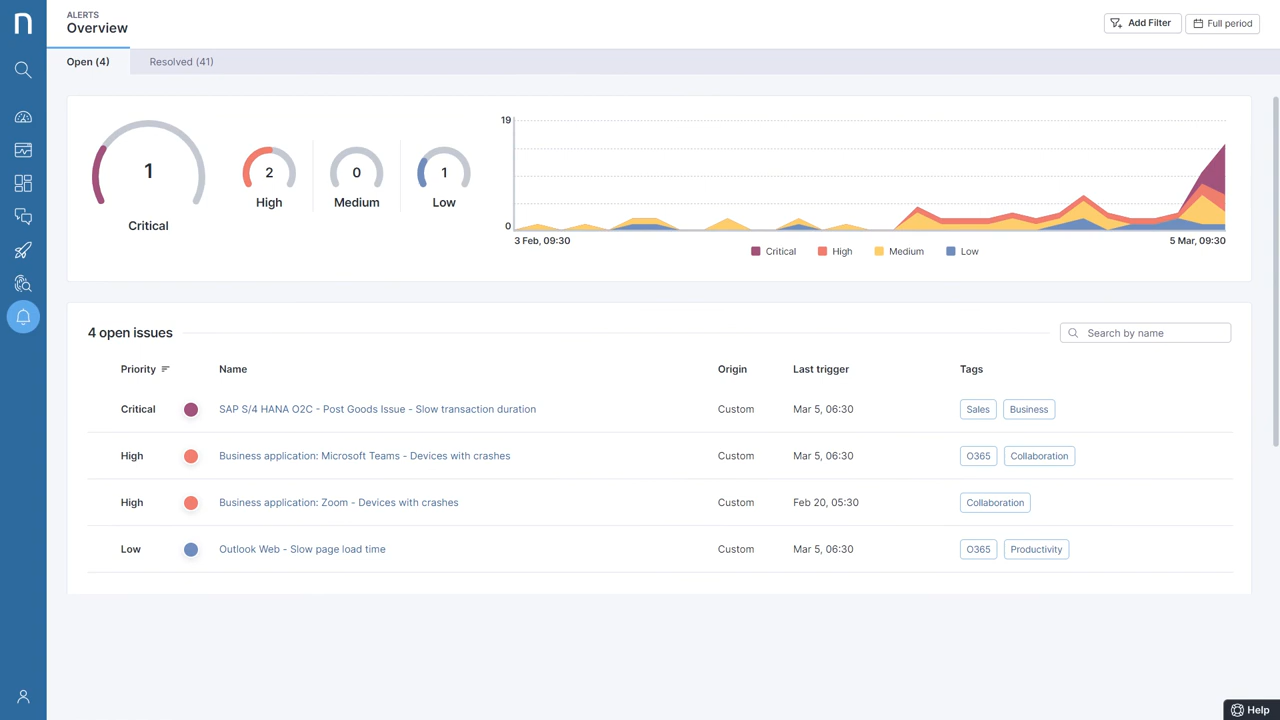 n
ALERTS
Overview
Add Filter
Full period
Open (4)
Resolved (41)
1
Critical
2
High
0
Medium
1
Low
19
0
3 Feb, 09:30
5 Mar, 09:30
Critical
High
Medium
Low
4 open issues
Search by name
Priority Name Origin Last trigger Tags
Critical SAP S/4 HANA O2C - Post Goods Issue - Slow transaction duration Custom Mar 5, 06:30 Sales Business
High Business application: Microsoft Teams - Devices with crashes Custom Mar 5, 06:30 O365 Collaboration
High Business application: Zoom - Devices with crashes Custom Feb 20, 05:30 Collaboration
Low Outlook Web - Slow page load time Custom Mar 5, 06:30 O365 Productivity
Help